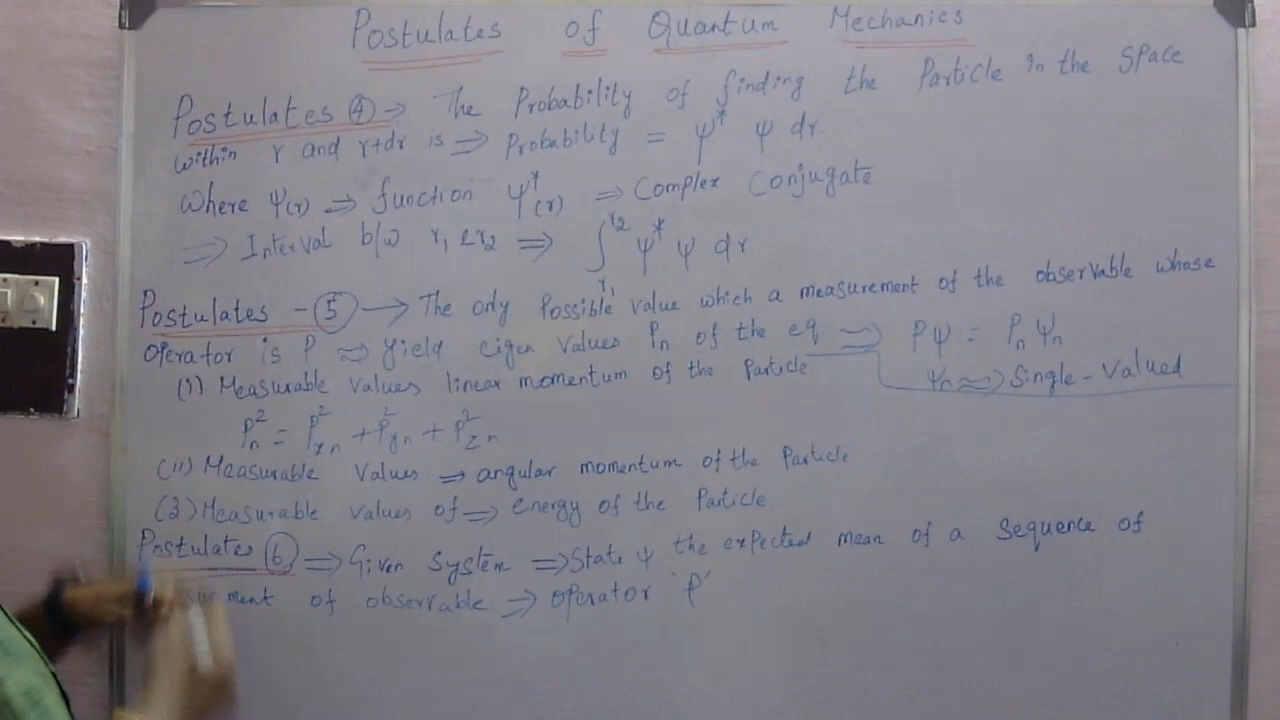 Postulates of Quantum Mechanics
Postulates ④ → The Probability of finding the Particle in the space
within r and r+dr is ⇒ Probability = ψ* ψ dr
Where ψ(r) ⇒ function ψ*(r) ⇒ Complex Conjugate
⇒ Interval b/w r₁ & r₂ ⇒ ∫_{r₁}^{r₂} ψ* ψ dr
Postulates - ⑤ → The only Possible value which a measurement of the observable whose
Operator is P ≈> yield eigen values Pn of the eq ⇒ Pψ = Pn ψn
ψn ≈> Single-Valued
(i) Measurable values linear momentum of the Particle
Pn² = Pxn² + Pyn² + Pzn²
(ii) Measurable values ⇒ angular momentum of the Particle
(3) Measurable values of ⇒ energy of the Particle
Postulates ⑥ ⇒ Given System ⇒ State ψ the expected mean of a sequence of
surement of observable ⇒ operator 'P'